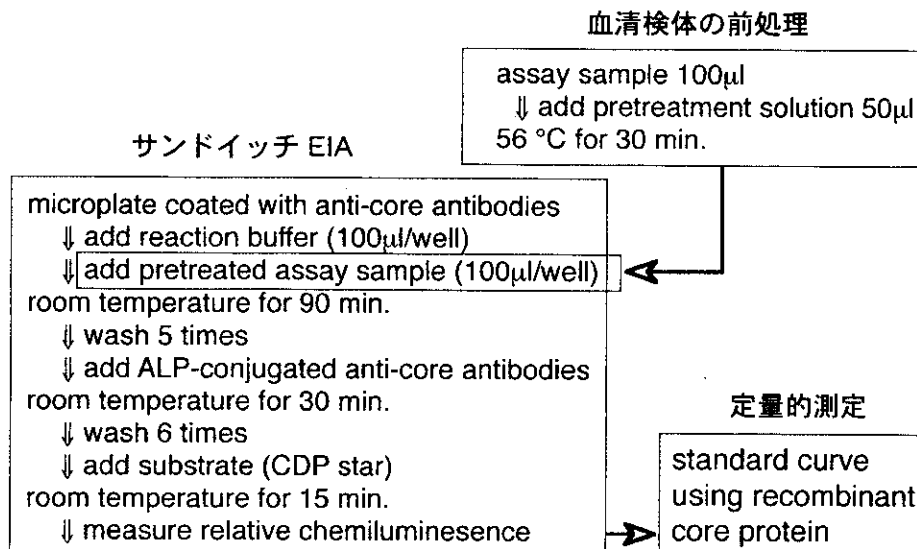 血清検体の前処理
assay sample 100µl
⇓ add pretreatment solution 50µl
56 °C for 30 min.
サンドイッチ EIA
microplate coated with anti-core antibodies
⇓ add reaction buffer (100µl/well)
⇓ add pretreated assay sample (100µl/well)
room temperature for 90 min.
⇓ wash 5 times
⇓ add ALP-conjugated anti-core antibodies
room temperature for 30 min.
⇓ wash 6 times
⇓ add substrate (CDP star)
room temperature for 15 min.
⇓ measure relative chemiluminesence
定量的測定
standard curve
using recombinant
core protein